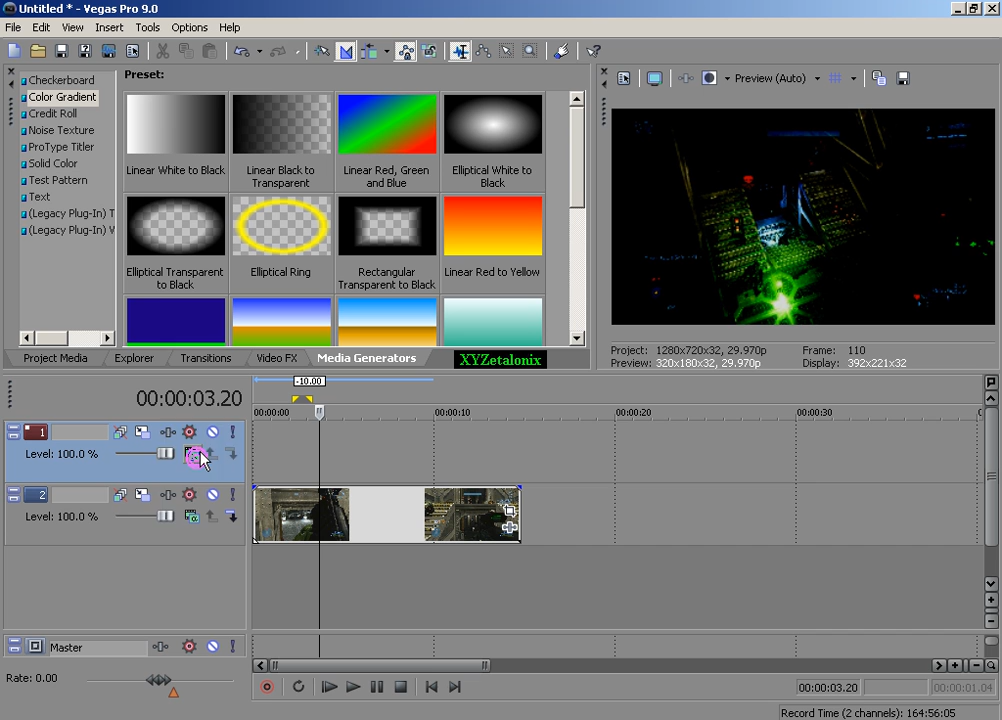 Untitled * - Vegas Pro 9.0
File Edit View Insert Tools Options Help
Preset:
Checkerboard
Color Gradient
Credit Roll
Noise Texture
ProType Titler
Solid Color
Test Pattern
Text
(Legacy Plug-In) T
(Legacy Plug-In) V
Linear White to Black
Linear Black to Transparent
Linear Red, Green and Blue
Elliptical White to Black
Elliptical Transparent to Black
Elliptical Ring
Rectangular Transparent to Black
Linear Red to Yellow
Project Media Explorer Transitions Video FX Media Generators
XYZetalonix
Preview (Auto)
Project: 1280x720x32, 29.970p Frame: 110
Preview: 320x180x32, 29.970p Display: 392x221x32
00:00:03.20
-10.00
00:00:00 00:00:10 00:00:20 00:00:30
1
Level: 100.0 %
2
Level: 100.0 %
Master
Rate: 0.00
00:00:03.20
00:00:01.04
Record Time (2 channels): 164:56:05